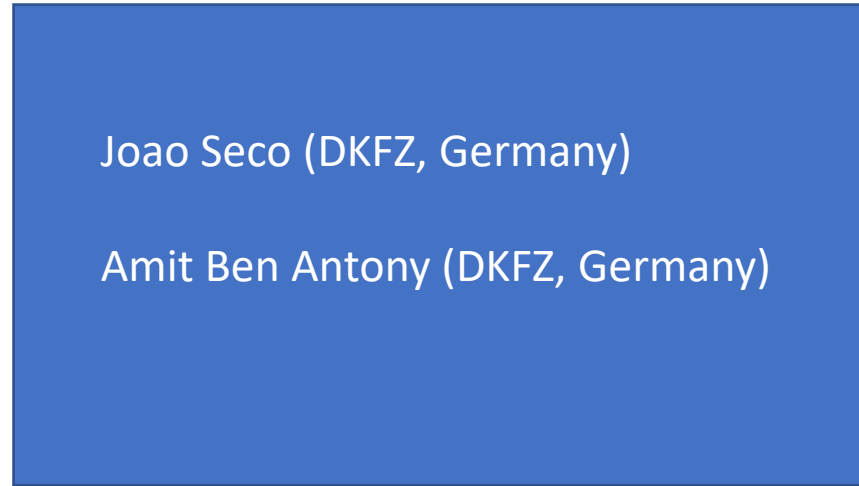 Joao Seco (DKFZ, Germany)
Amit Ben Antony (DKFZ, Germany)